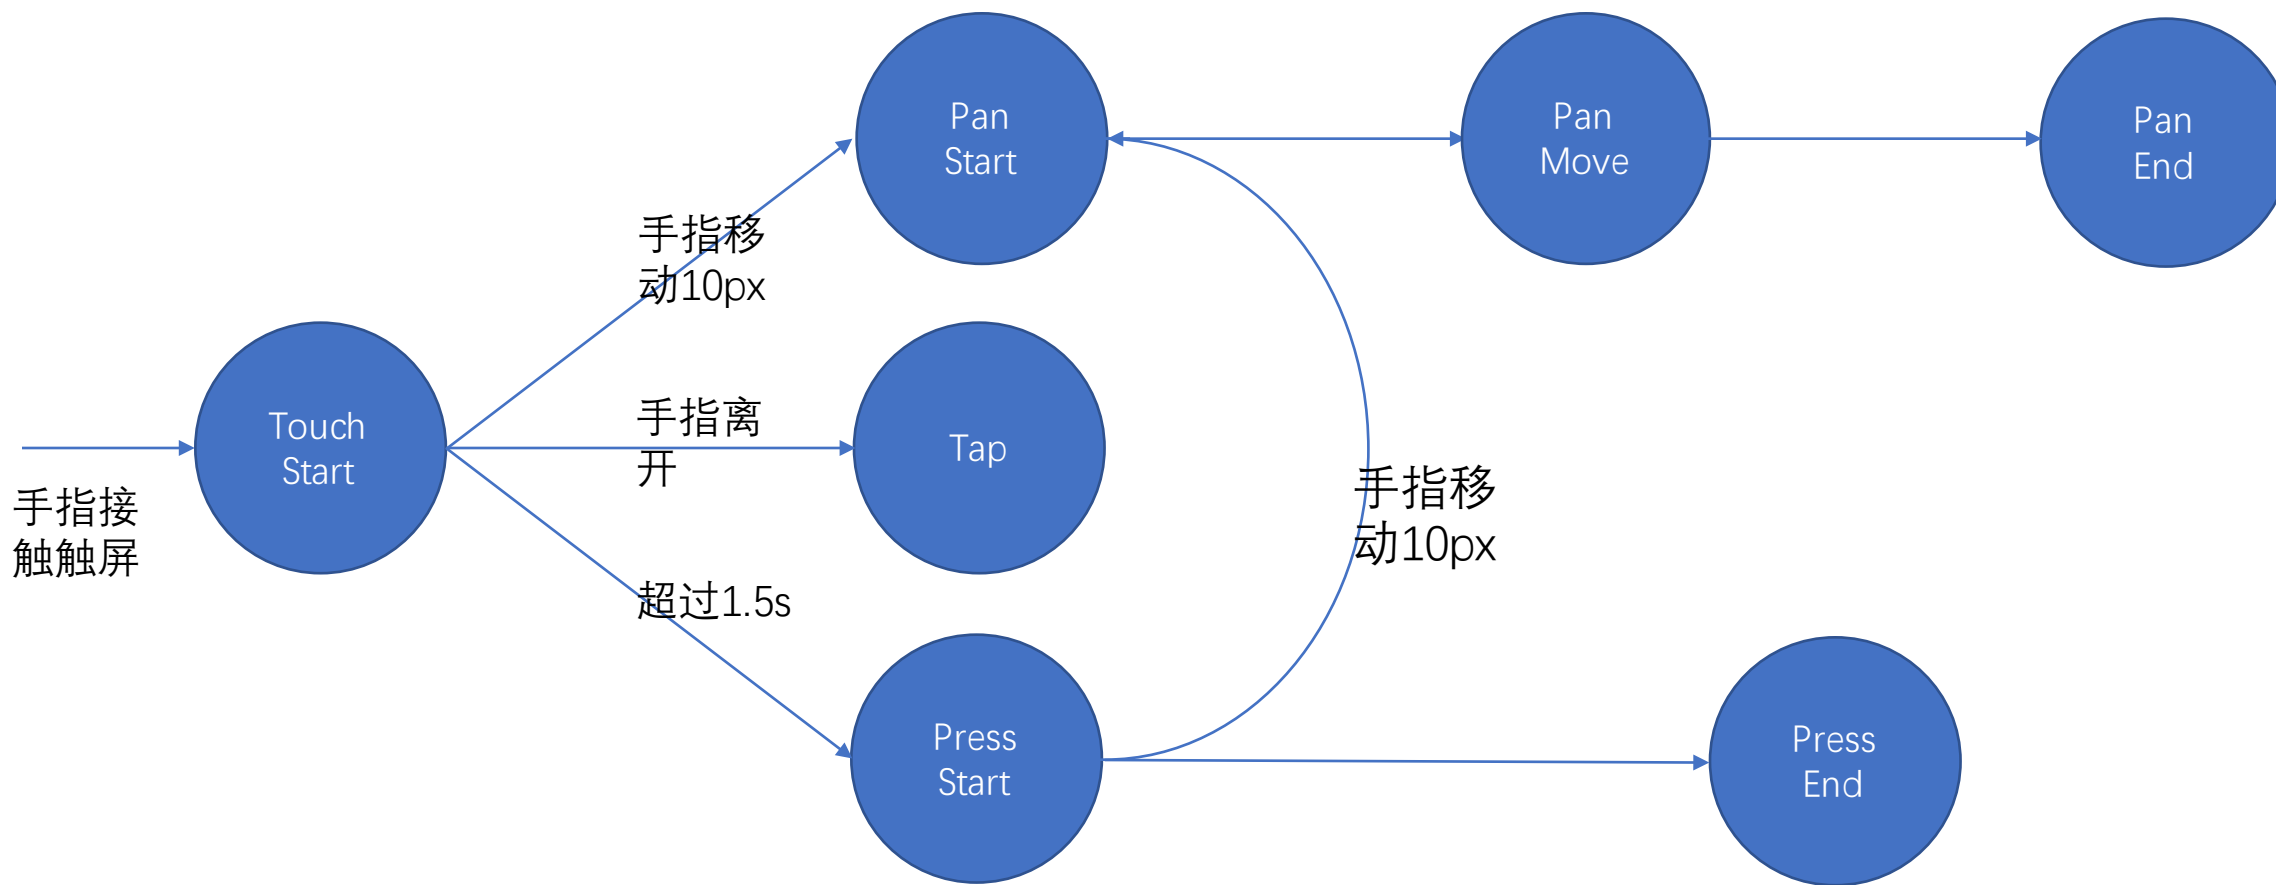 手指接
触触屏
Touch
Start
手指移
动10px
手指离
开
超过1.5s
Pan
Start
Tap
Press
Start
手指移
动10px
Pan
Move
Pan
End
Press
End